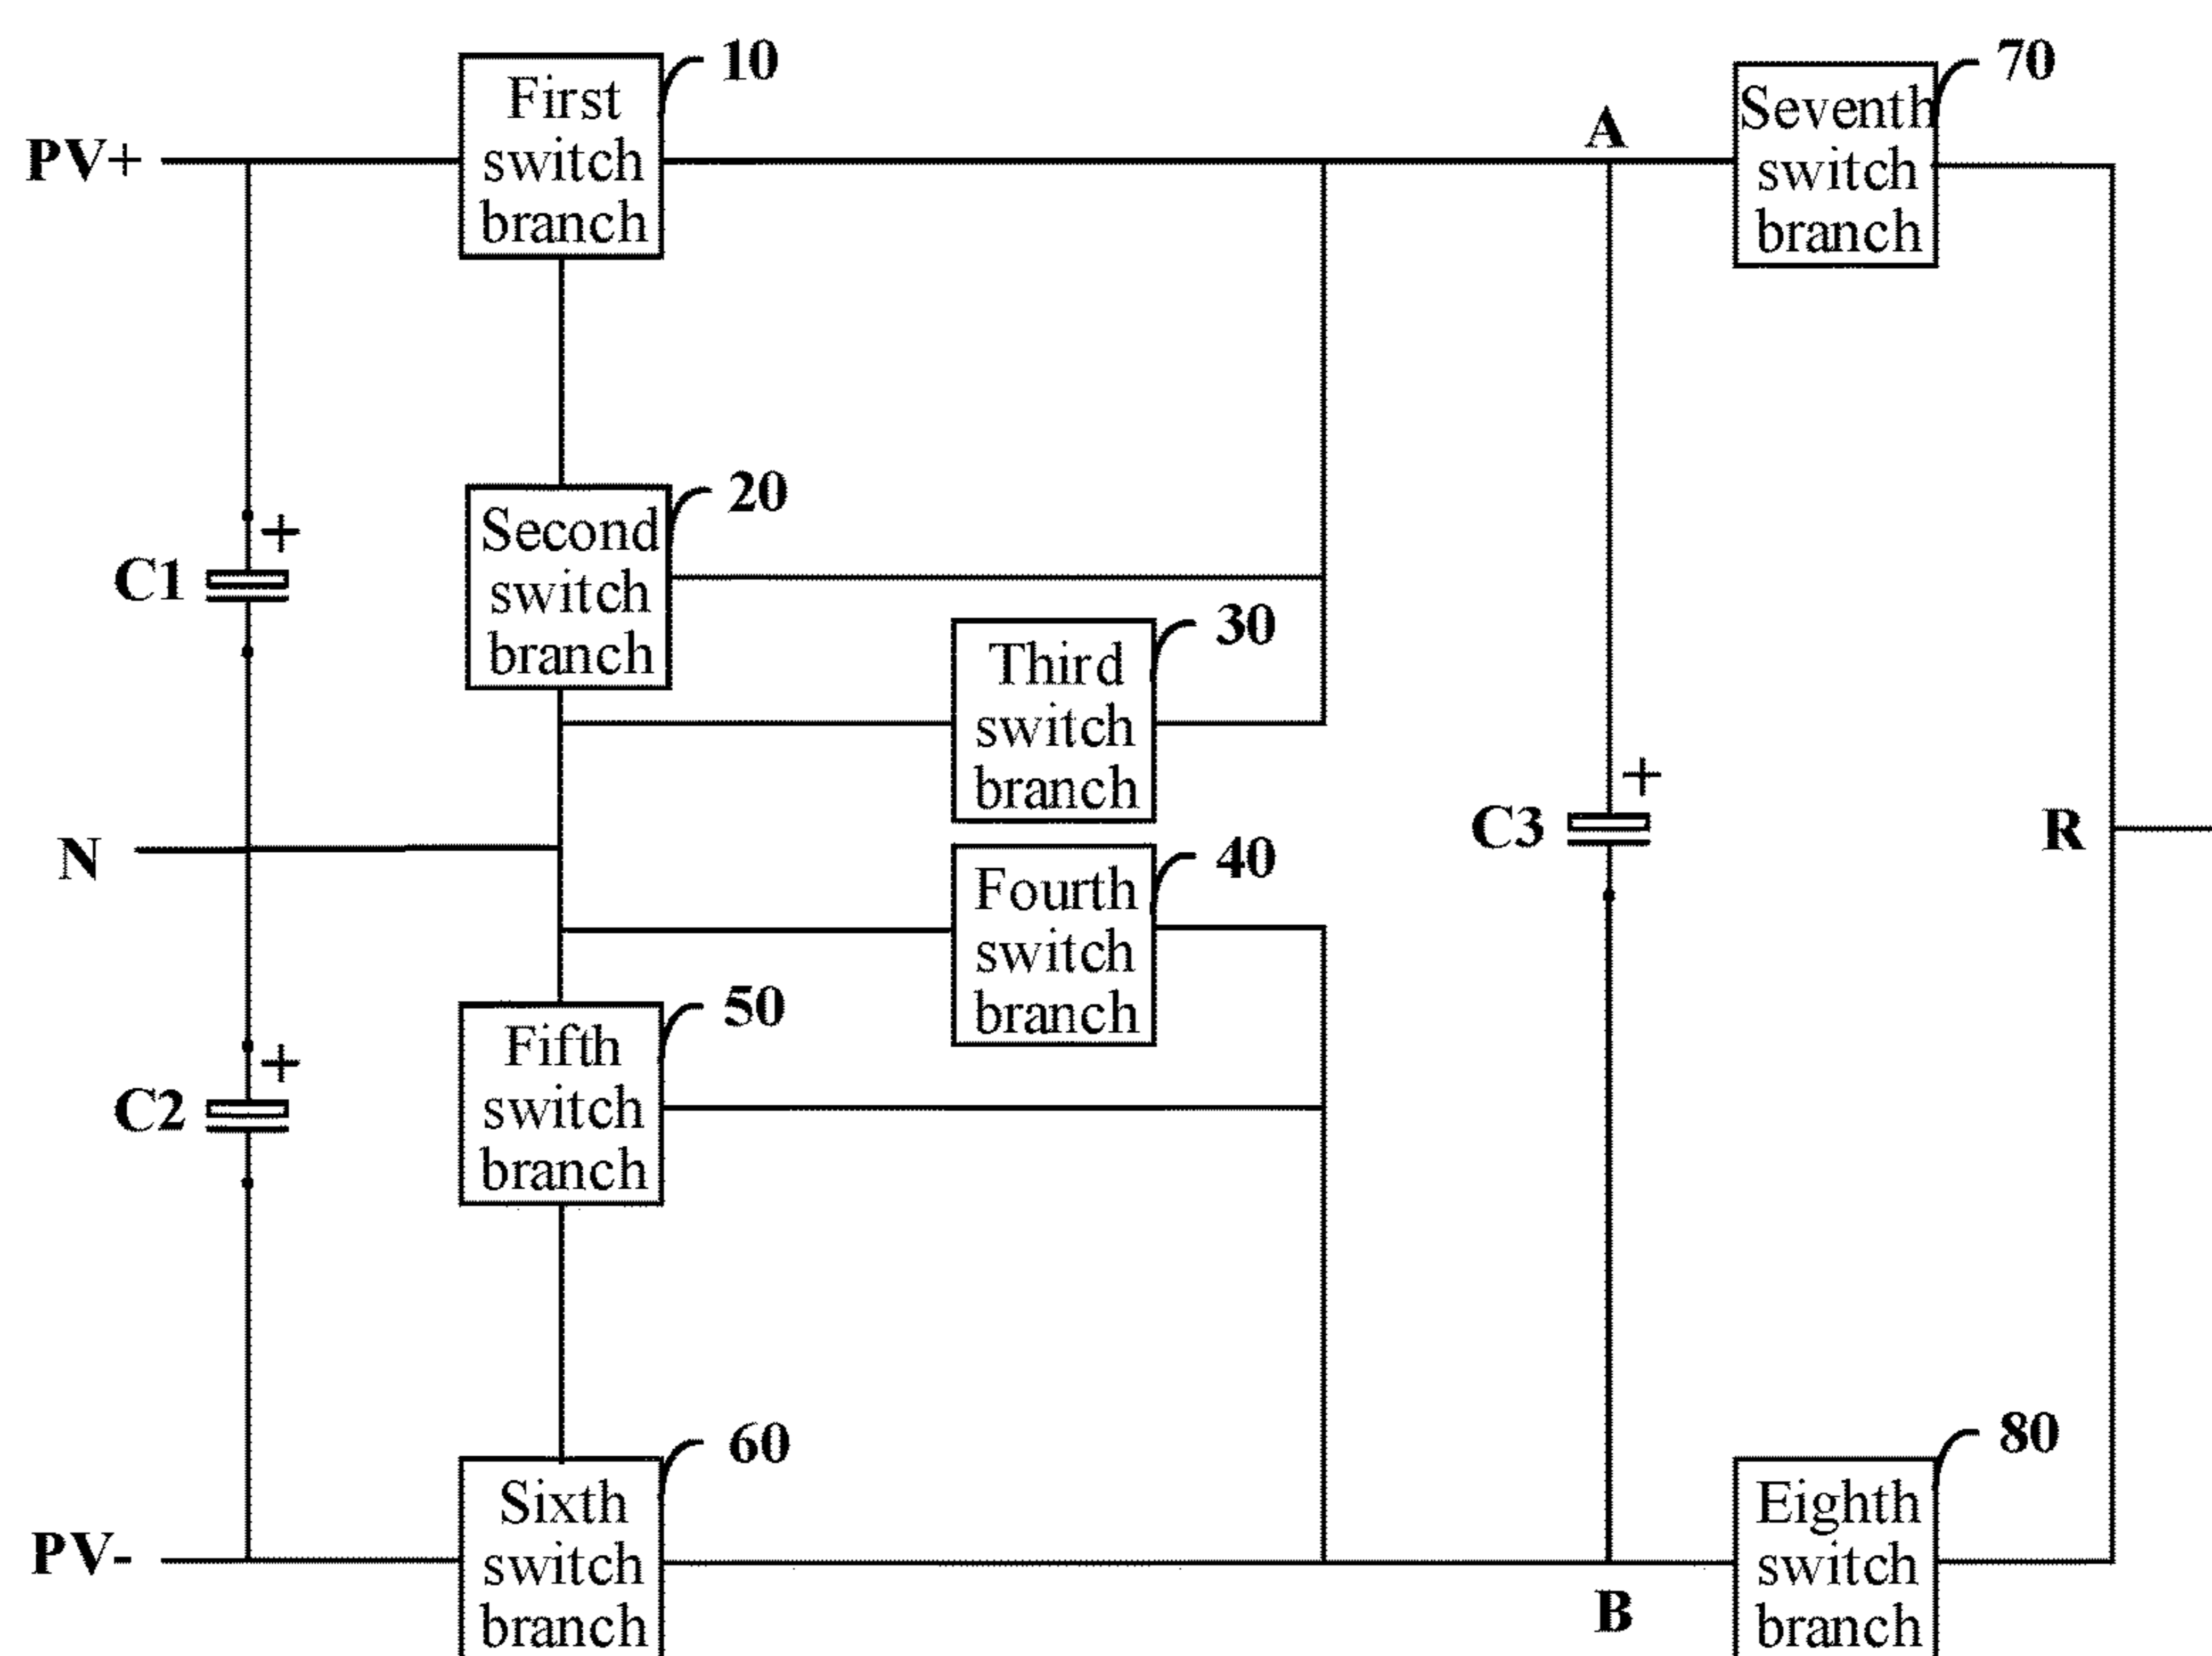 10
First
switch
branch
PV+
A
70
Seventh
switch
branch
20
Second
switch
branch
+
C1
30
Third
switch
branch
N
+
C3
R
40
Fourth
switch
branch
50
Fifth
switch
branch
+
C2
60
Sixth
switch
branch
PV-
B
80
Eighth
switch
branch